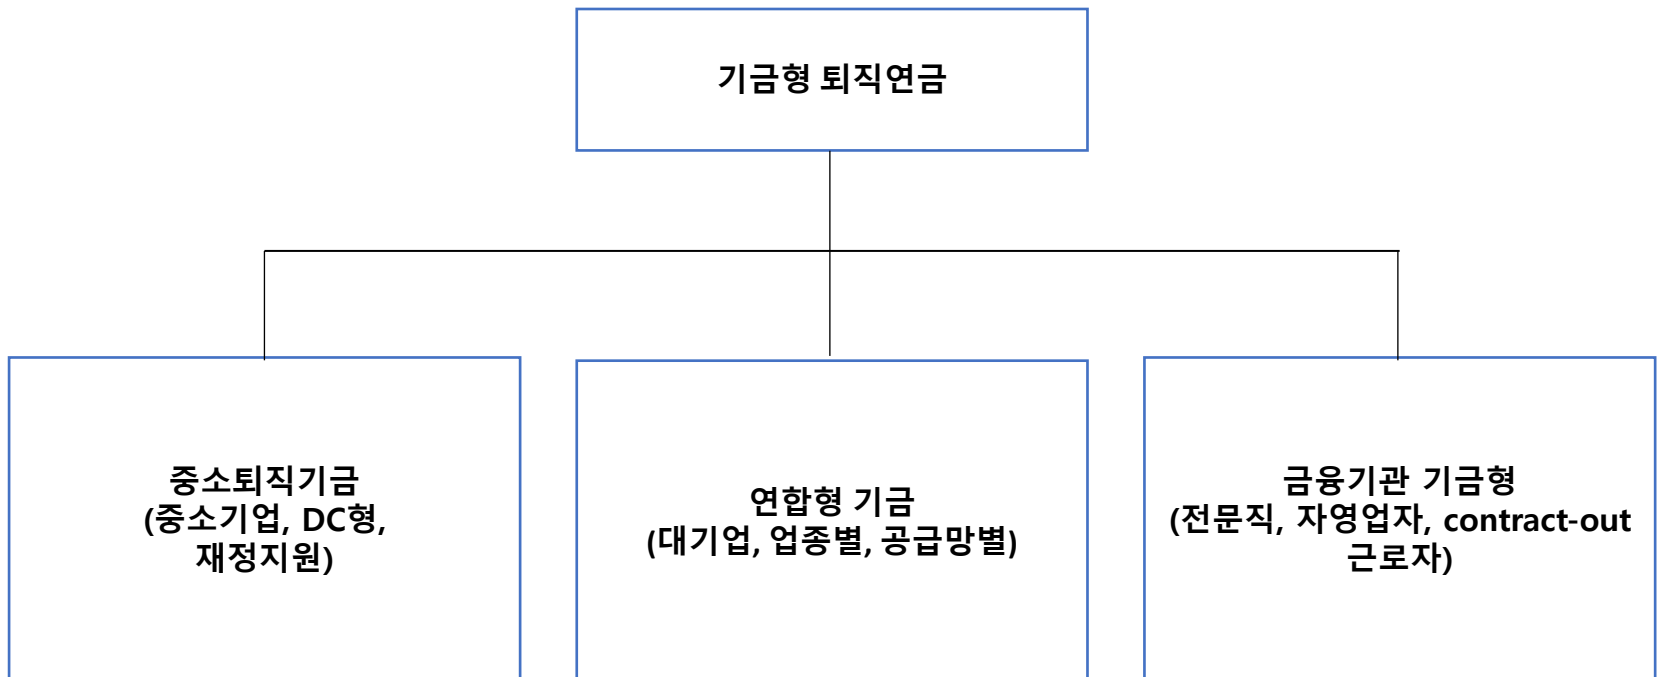 기금형 퇴직연금
중소퇴직기금
(중소기업, DC형,
재정지원)
연합형 기금
(대기업, 업종별, 공급망별)
금융기관 기금형
(전문직, 자영업자, contract-out
근로자)